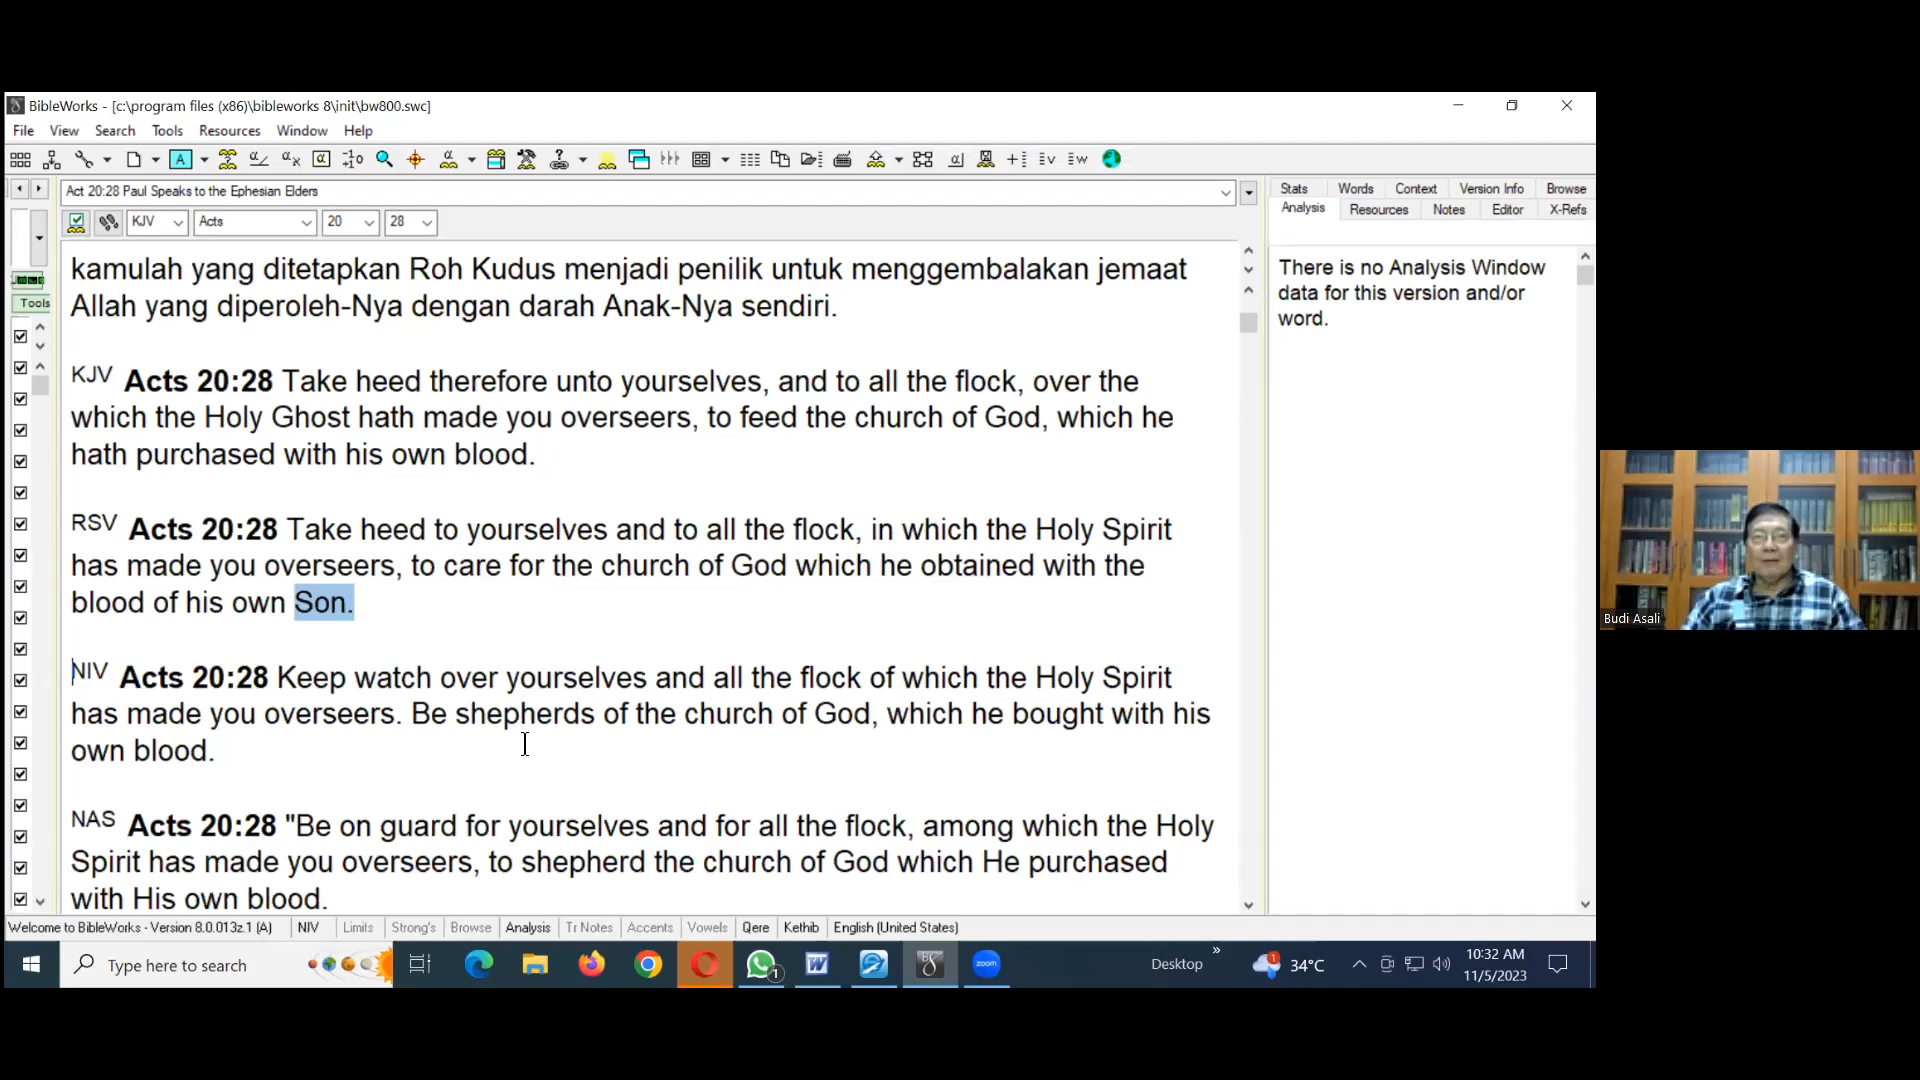 BibleWorks - [c:\program files (x86)\bibleworks 8\init\bw800.swc]
File View Search Tools Resources Window Help
Act 20:28 Paul Speaks to the Ephesian Elders
KJV Acts 20 28
Tools
kamulah yang ditetapkan Roh Kudus menjadi penilik untuk menggembalakan jemaat
Allah yang diperoleh-Nya dengan darah Anak-Nya sendiri.
KJV Acts 20:28 Take heed therefore unto yourselves, and to all the flock, over the
which the Holy Ghost hath made you overseers, to feed the church of God, which he
hath purchased with his own blood.
RSV Acts 20:28 Take heed to yourselves and to all the flock, in which the Holy Spirit
has made you overseers, to care for the church of God which he obtained with the
blood of his own Son.
NIV Acts 20:28 Keep watch over yourselves and all the flock of which the Holy Spirit
has made you overseers. Be shepherds of the church of God, which he bought with his
own blood.
NAS Acts 20:28 "Be on guard for yourselves and for all the flock, among which the Holy
Spirit has made you overseers, to shepherd the church of God which He purchased
with His own blood.
Stats Words Context Version Info Browse
Analysis Resources Notes Editor X-Refs
There is no Analysis Window
data for this version and/or
word.
Budi Asali
Welcome to BibleWorks - Version 8.0.013z.1 (A) NIV Limits Strong's Browse Analysis Tr Notes Accents Vowels Qere Kethib English (United States)
Type here to search
zoom
Desktop
34°C
10:32 AM
11/5/2023